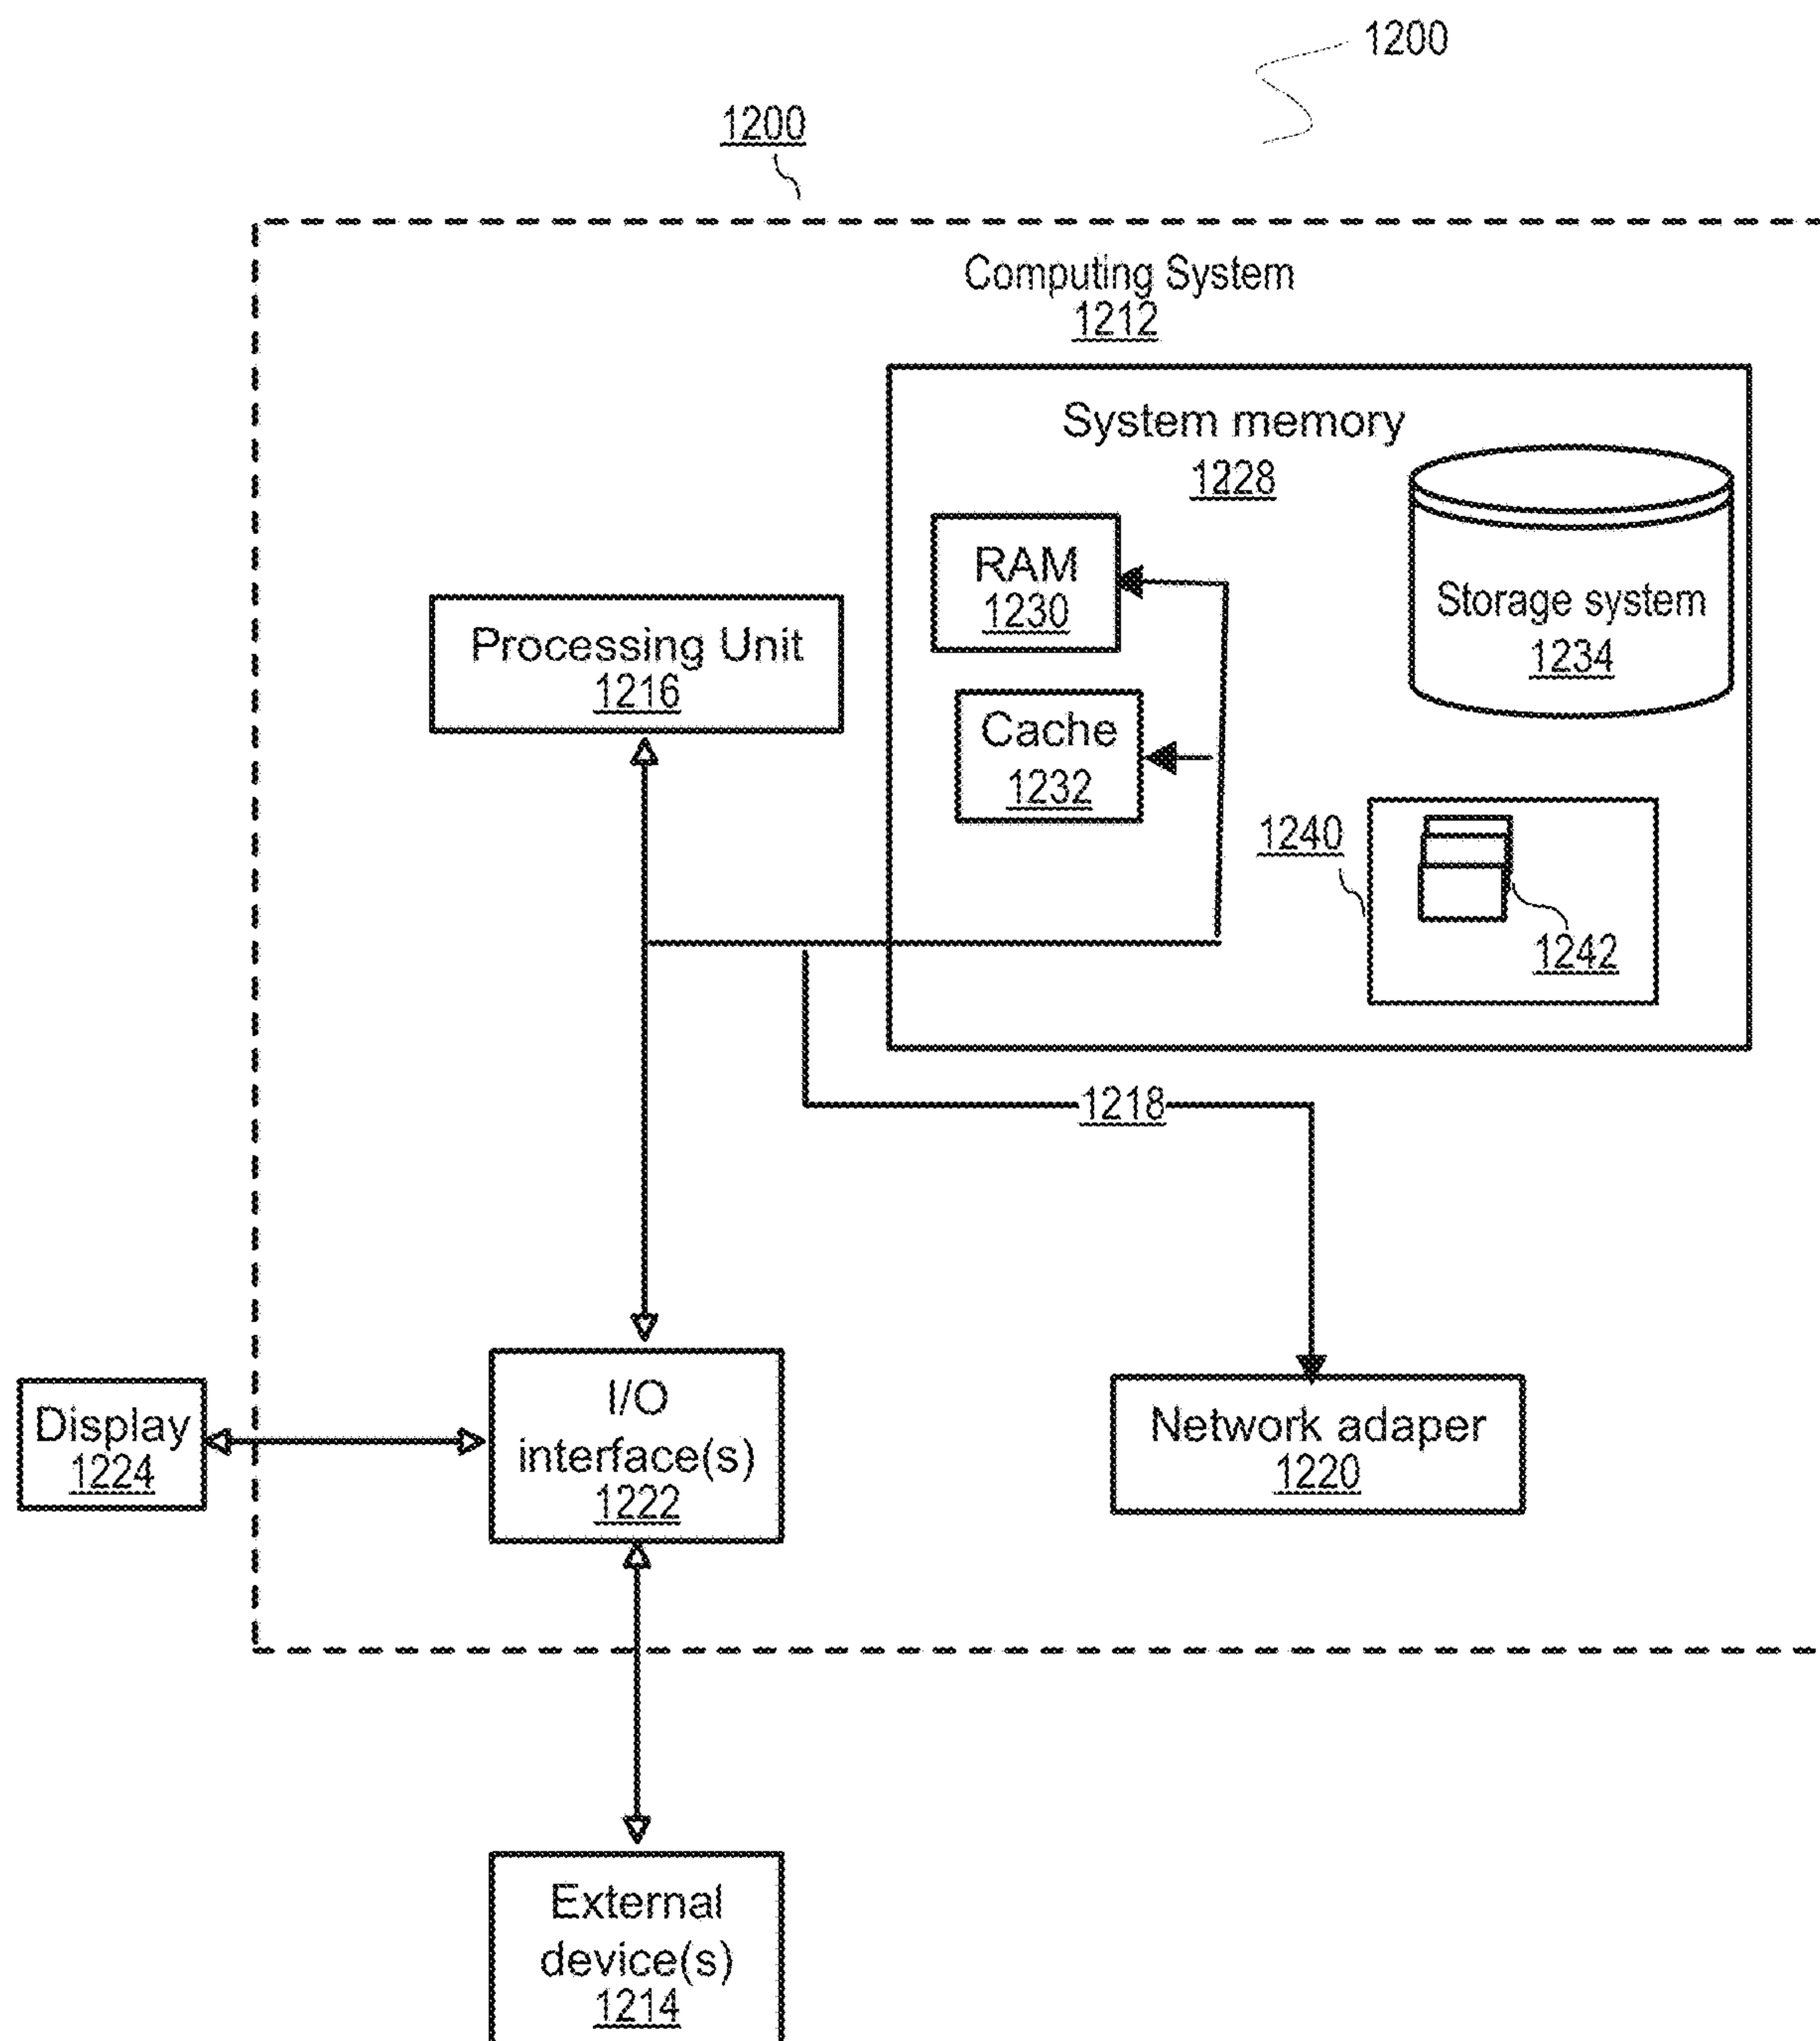 1200
1200
Computing System
1212
System memory
1228
RAM
1230
Storage system
1234
Processing Unit
1216
Cache
1232
1240
1242
1218
I/O
interface(s)
1222
Display
1224
Network adaper
1220
External
device(s)
1214